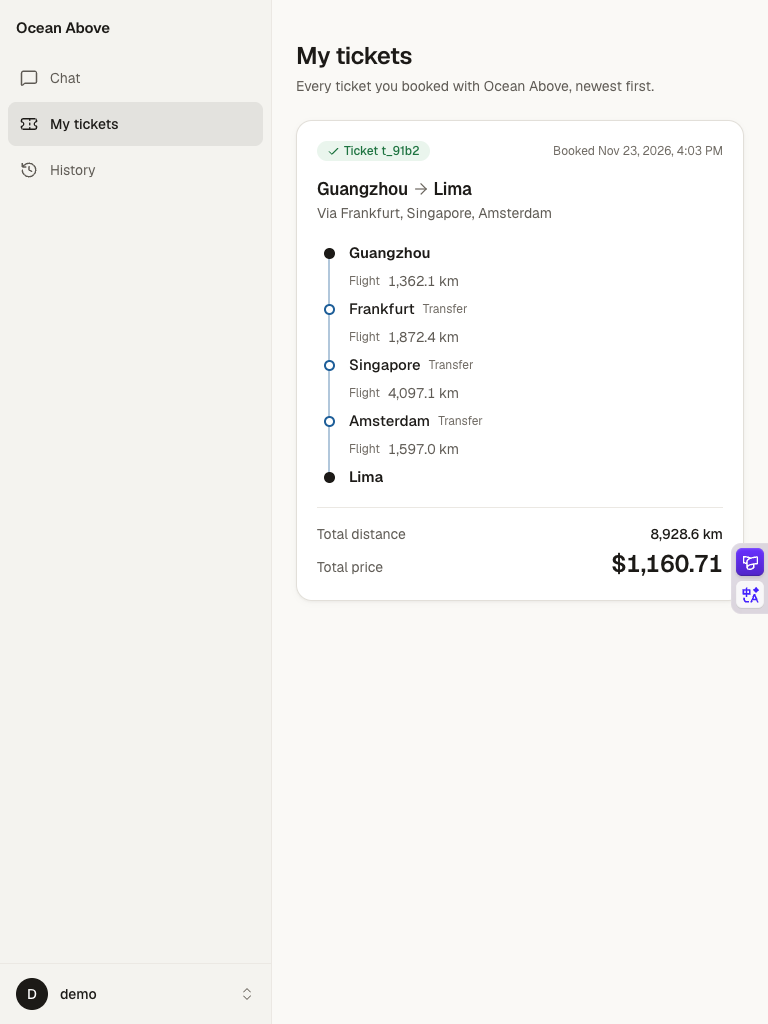 Ocean Above
Chat
My tickets
History
My tickets
Every ticket you booked with Ocean Above, newest first.
Ticket t_91b2
Booked Nov 23, 2026, 4:03 PM
Guangzhou → Lima
Via Frankfurt, Singapore, Amsterdam
Guangzhou
Flight 1,362.1 km
Frankfurt Transfer
Flight 1,872.4 km
Singapore Transfer
Flight 4,097.1 km
Amsterdam Transfer
Flight 1,597.0 km
Lima
Total distance 8,928.6 km
Total price $1,160.71
中A
D demo